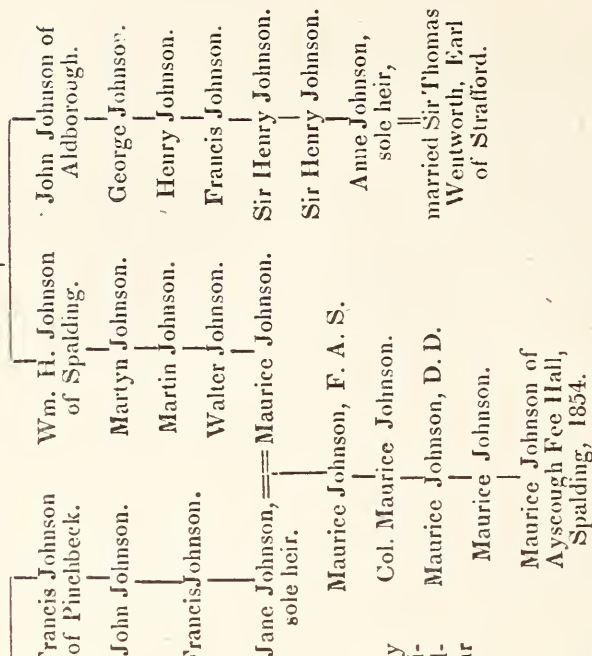 Francis Johnson
of Pinchbeck.
John Johnson.
Francis Johnson.
Jane Johnson,
sole heir.
Wm. H. Johnson
of Spalding.
Martyn Johnson.
Martin Johnson.
Walter Johnson.
Maurice Johnson.
Maurice Johnson, F. A. S.
Col. Maurice Johnson.
Maurice Johnson, D. D.
Maurice Johnson.
Maurice Johnson of
Ayscough Fee Hall,
Spalding, 1854.
John Johnson of
Aldborough.
George Johnson.
Henry Johnson.
Francis Johnson.
Sir Henry Johnson.
Sir Henry Johnson.
Anne Johnson,
sole heir,
married Sir Thomas
Wentworth, Earl
of Strafford.